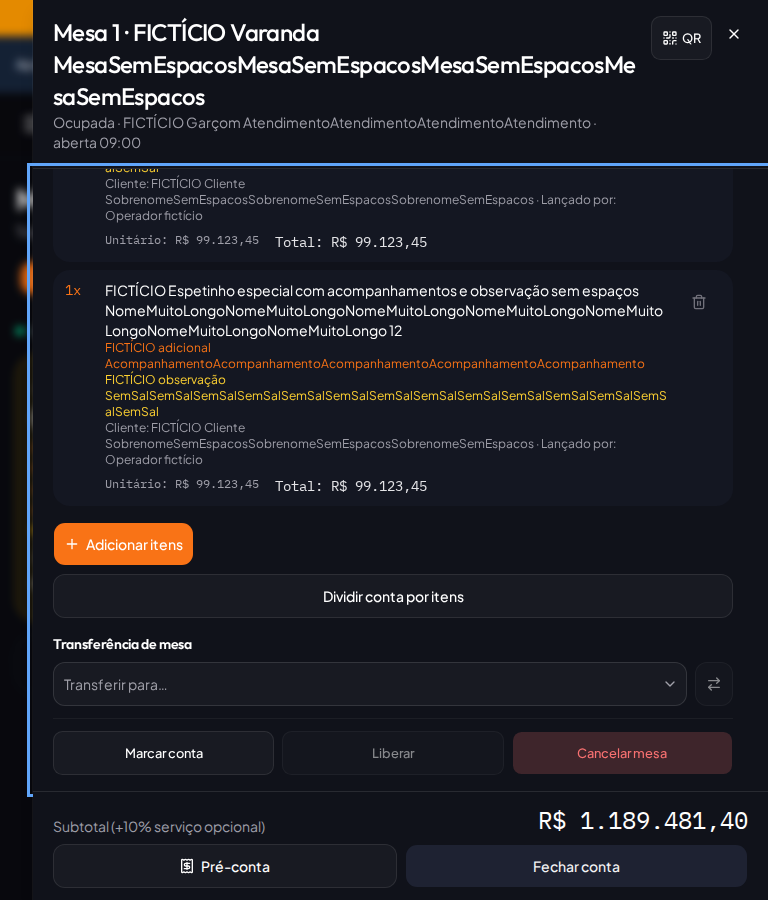 Mesa 1 · FICTÍCIO Varanda
MesaSemEspacosMesaSemEspacosMesaSemEspacosMe
saSemEspacos
QR
Ocupada · FICTÍCIO Garçom AtendimentoAtendimentoAtendimentoAtendimento ·
aberta 09:00
alSemSal
Cliente: FICTÍCIO Cliente
SobrenomeSemEspacosSobrenomeSemEspacosSobrenomeSemEspacos · Lançado por:
Operador fictício
Unitário: R$ 99.123,45 Total: R$ 99.123,45
1x
FICTÍCIO Espetinho especial com acompanhamentos e observação sem espaços
NomeMuitoLongoNomeMuitoLongoNomeMuitoLongoNomeMuitoLongoNomeMuito
LongoNomeMuitoLongoNomeMuitoLongo 12
FICTÍCIO adicional
AcompanhamentoAcompanhamentoAcompanhamentoAcompanhamentoAcompanhamento
FICTÍCIO observação
SemSalSemSalSemSalSemSalSemSalSemSalSemSalSemSalSemSalSemSalSemSalSemSalSemS
alSemSal
Cliente: FICTÍCIO Cliente
SobrenomeSemEspacosSobrenomeSemEspacosSobrenomeSemEspacos · Lançado por:
Operador fictício
Unitário: R$ 99.123,45 Total: R$ 99.123,45
+ Adicionar itens
Dividir conta por itens
Transferência de mesa
Transferir para...
Marcar conta
Liberar
Cancelar mesa
Subtotal (+10% serviço opcional)
R$ 1.189.481,40
Pré-conta
Fechar conta